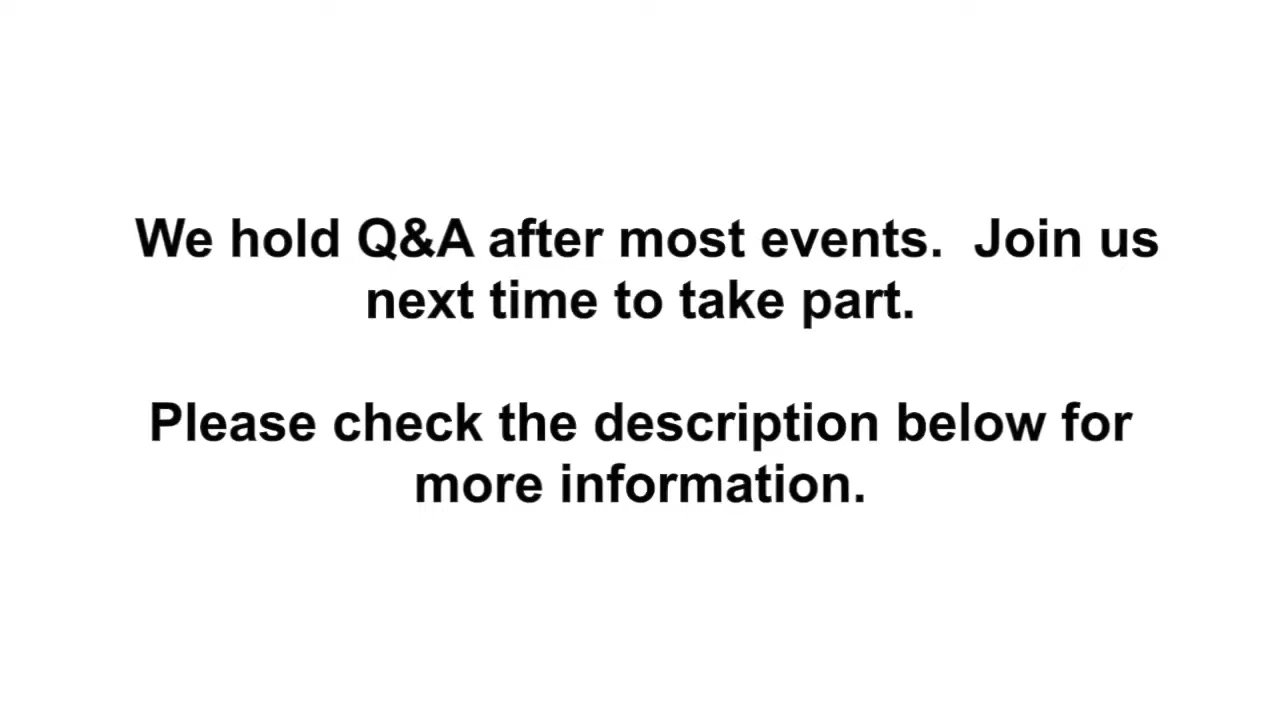 We hold Q&A after most events.  Join us
next time to take part.
Please check the description below for
more information.